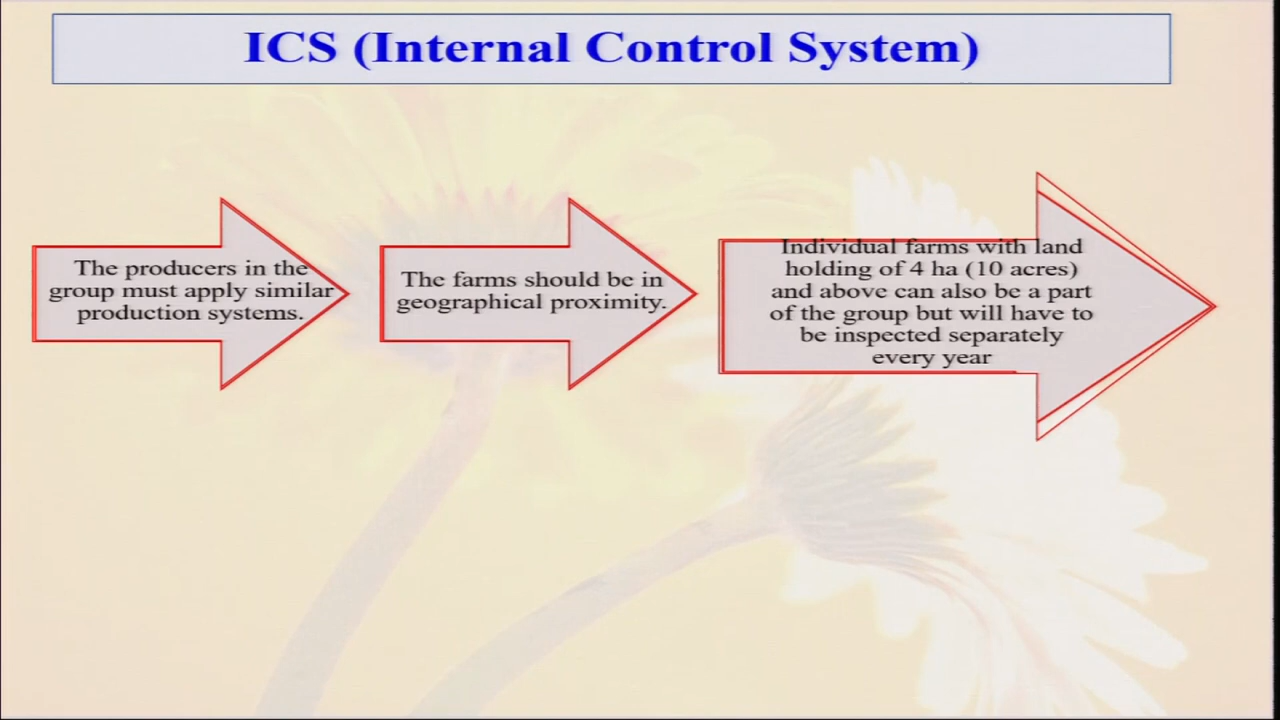 ICS (Internal Control System)
The producers in the
group must apply similar
production systems.
The farms should be in
geographical proximity.
Individual farms with land
holding of 4 ha (10 acres)
and above can also be a part
of the group but will have to
be inspected separately
every year